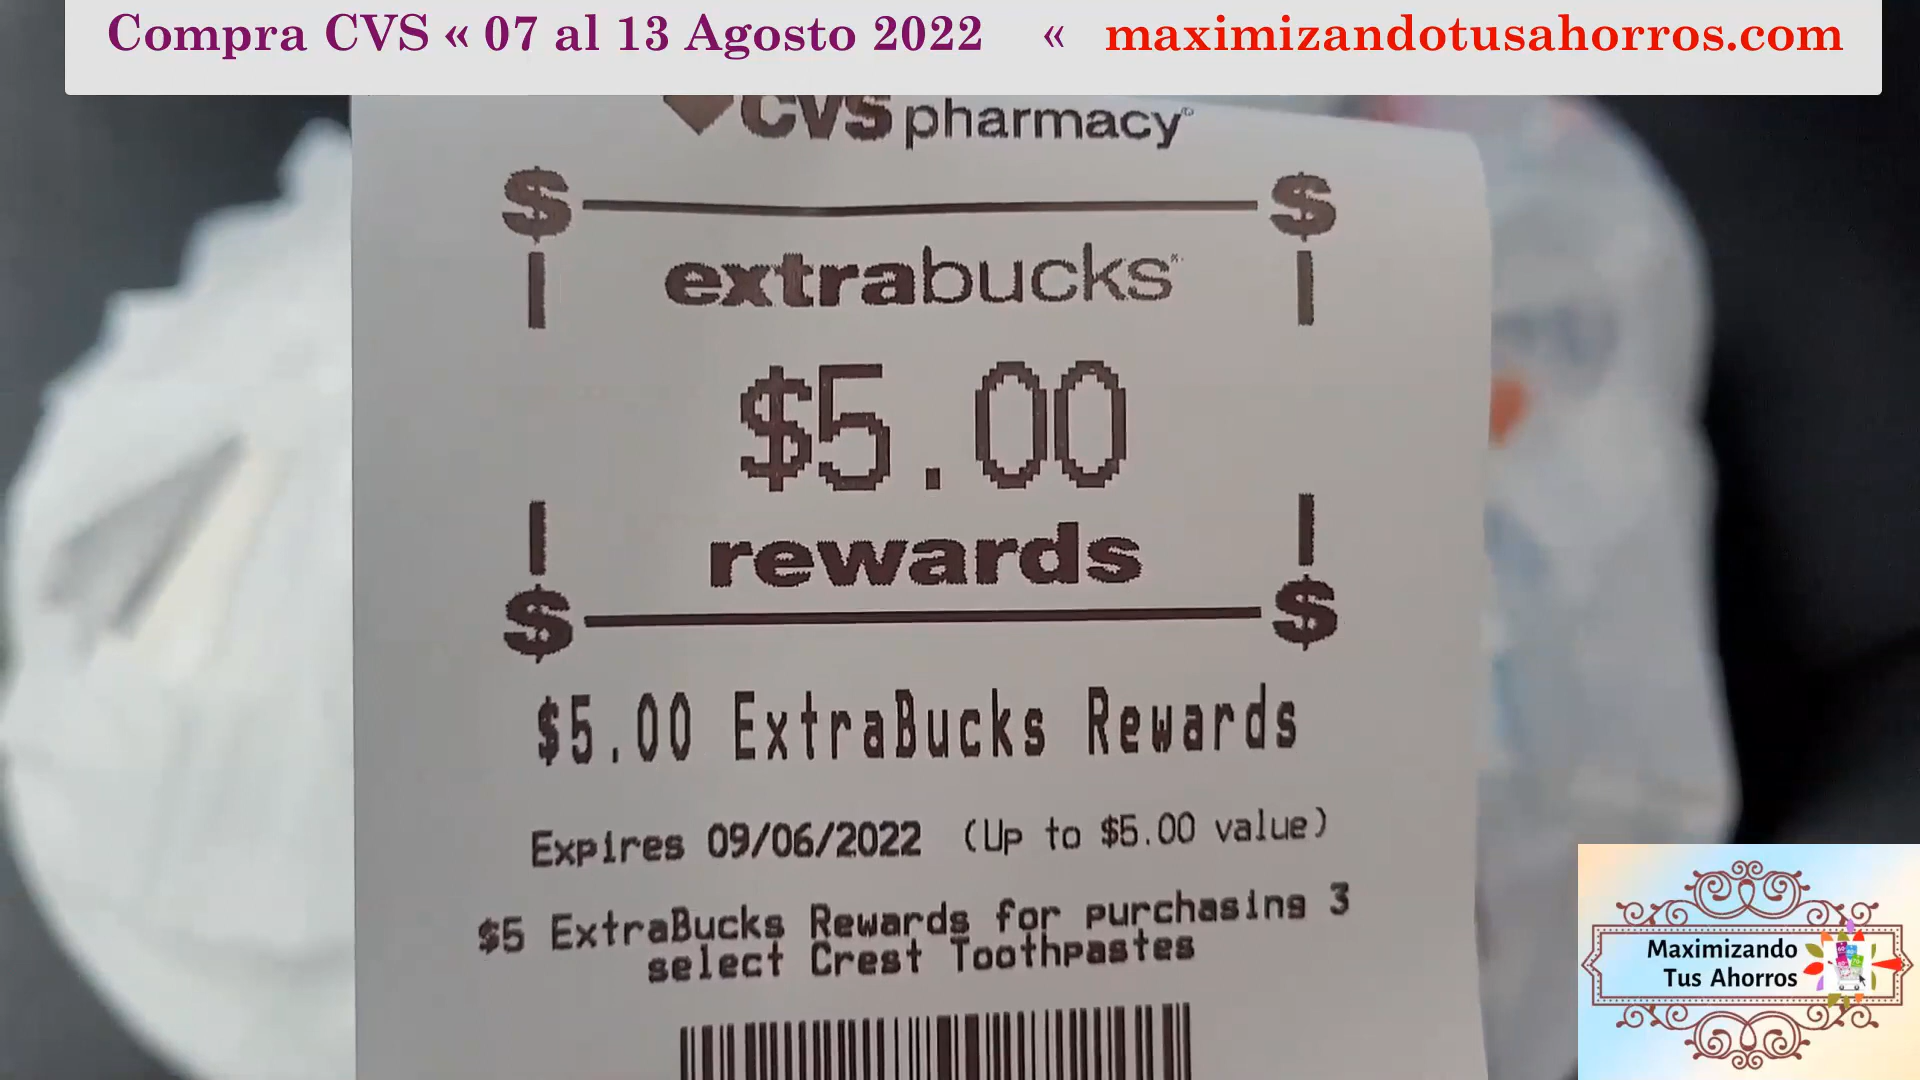 Compra CVS « 07 al 13 Agosto 2022 « maximizandotusahorros.com
CVS pharmacy
$ $
extrabucks
$5.00
rewards
$ $
$5.00 ExtraBucks Rewards
Expires 09/06/2022 (Up to $5.00 value)
$5 ExtraBucks Rewards for purchasing 3
select Crest Toothpastes
Maximizando
Tus Ahorros